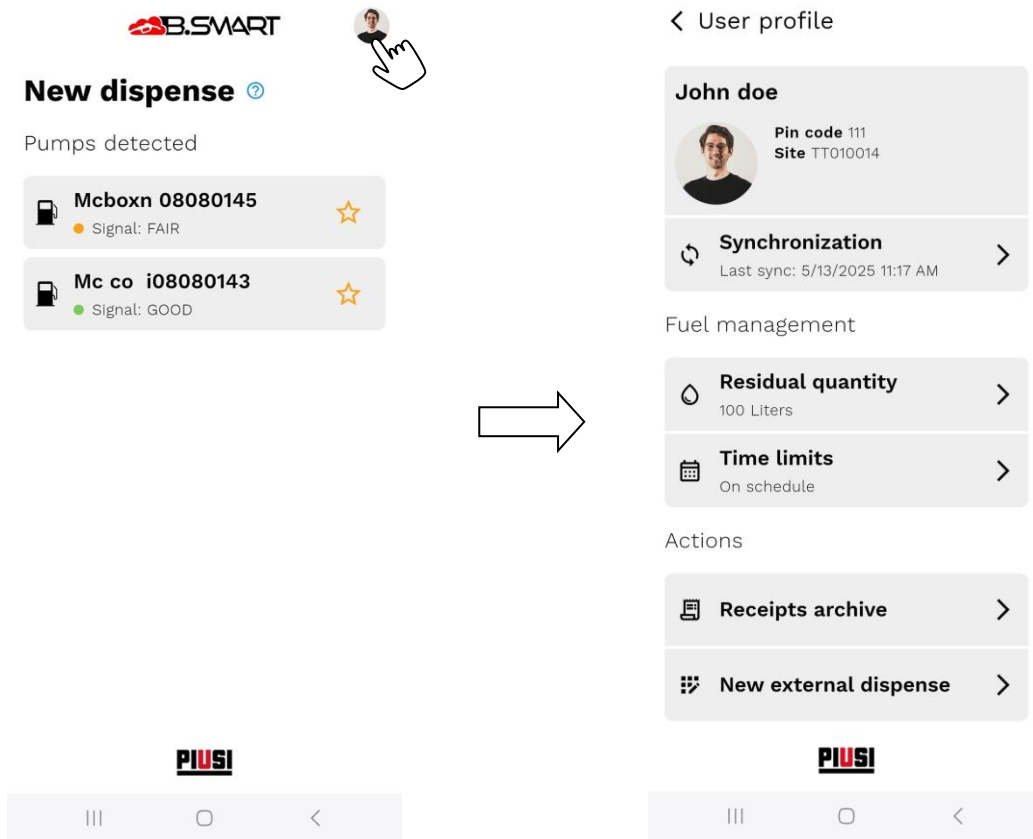 B.SMART
New dispense ?
Pumps detected
Mcboxn 08080145
Signal: FAIR
Mc co i08080143
Signal: GOOD
PIUSI
User profile
John doe
Pin code 111
Site TT010014
Synchronization
Last sync: 5/13/2025 11:17 AM
Fuel management
Residual quantity
100 Liters
Time limits
On schedule
Actions
Receipts archive
New external dispense
PIUSI